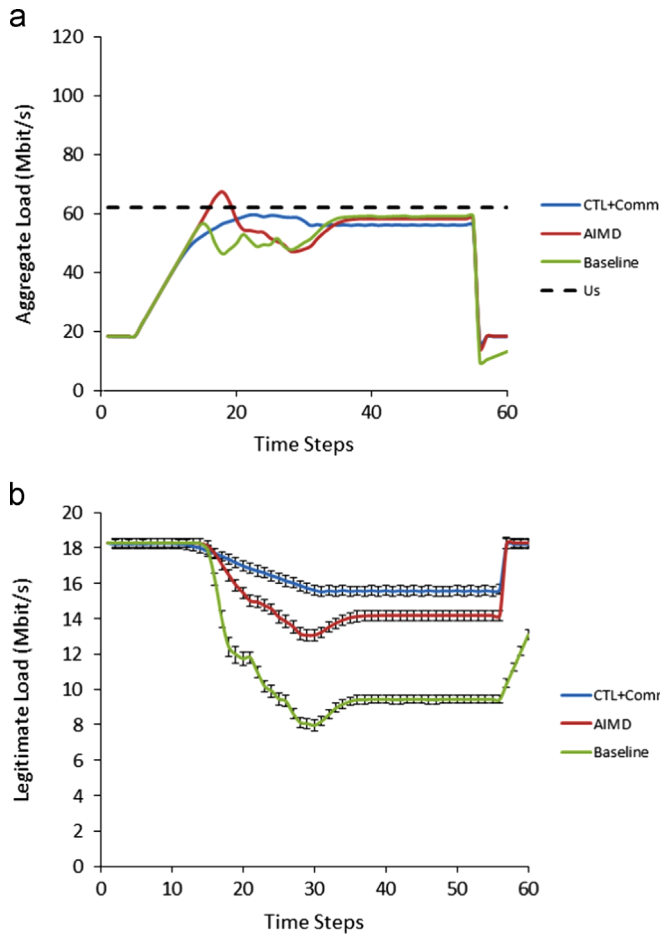 a
120
100
80
60
40
20
0
Aggregate Load (Mbit/s)
0
20
40
60
Time Steps
CTL+Comm
AIMD
Baseline
Us
b
20
18
16
14
12
10
8
6
4
2
0
Legitimate Load (Mbit/s)
0
10
20
30
40
50
60
Time Steps
CTL+Comm
AIMD
Baseline